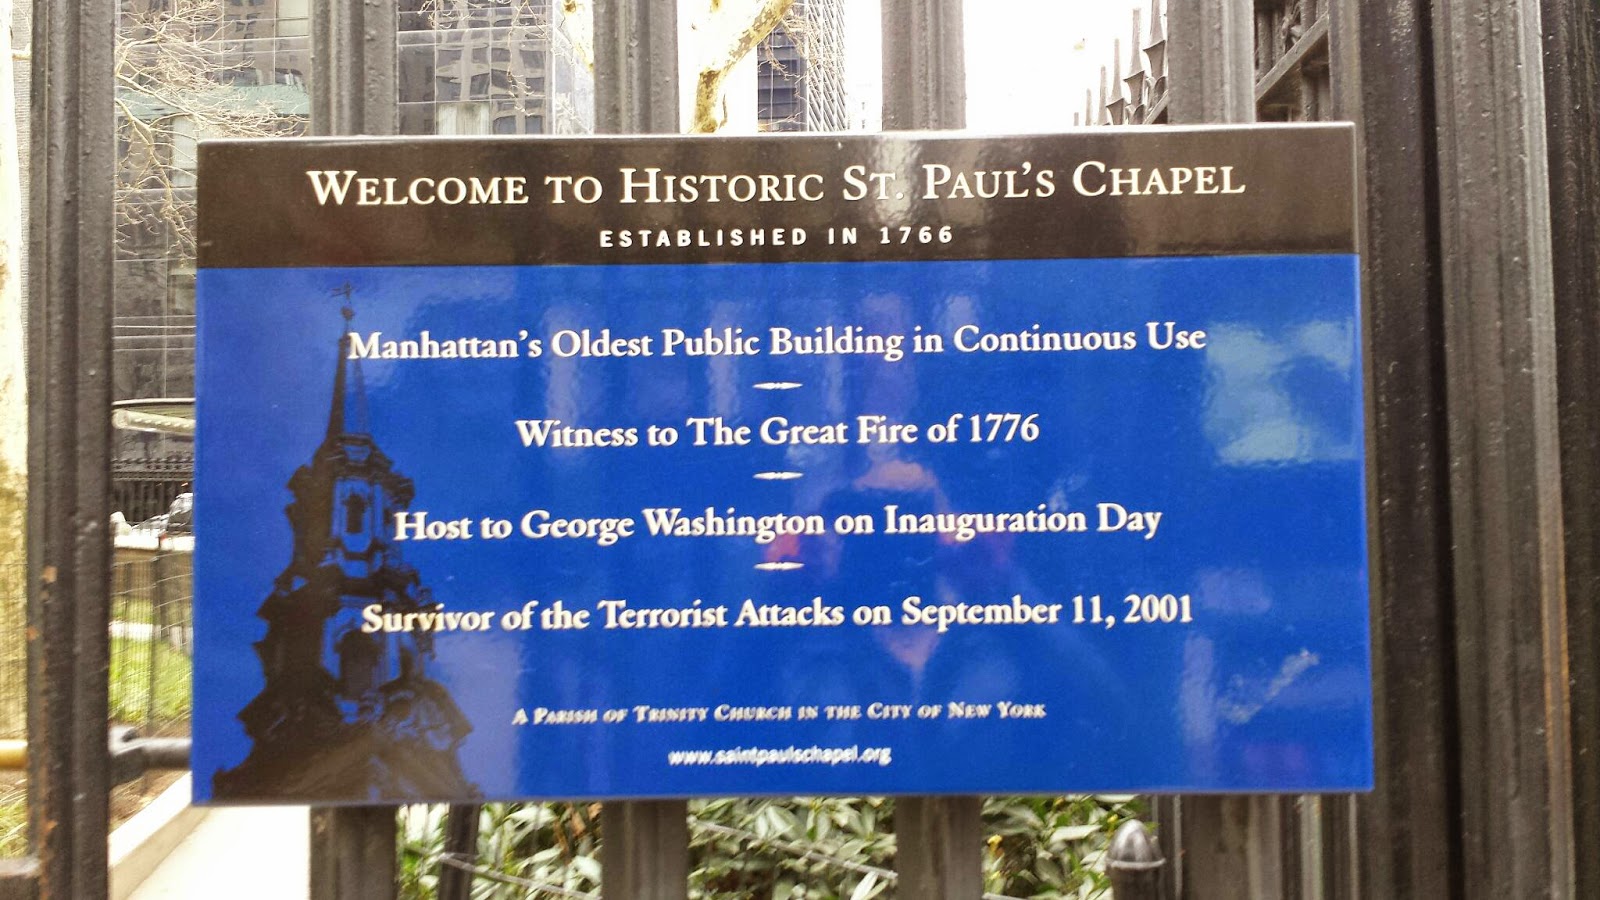 Welcome to Historic St. Paul's Chapel
ESTABLISHED IN 1766
Manhattan's Oldest Public Building in Continuous Use
Witness to The Great Fire of 1776
Host to George Washington on Inauguration Day
Survivor of the Terrorist Attacks on September 11, 2001
A Parish of Trinity Church in the City of New York
www.saintpaulschapel.org